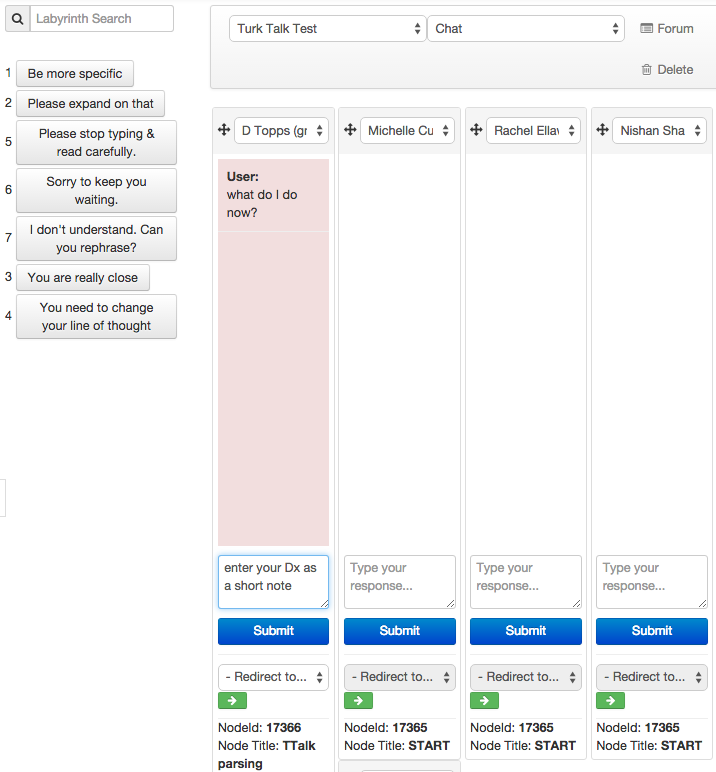 Labyrinth Search
1 Be more specific
2 Please expand on that
5 Please stop typing &
read carefully.
6 Sorry to keep you
waiting.
7 I don't understand. Can
you rephrase?
3 You are really close
4 You need to change
your line of thought
Turk Talk Test Chat Forum
Delete
D Topps (gr Michelle Cu Rachel Ellav Nishan Sha
User:
what do I do
now?
enter your Dx as
a short note
Type your
response...
Type your
response...
Type your
response...
Submit Submit Submit Submit
- Redirect to... - Redirect to... - Redirect to... - Redirect to...
NodeId: 17366
Node Title: TTalk
parsing
NodeId: 17365
Node Title: START
NodeId: 17365
Node Title: START
NodeId: 17365
Node Title: START